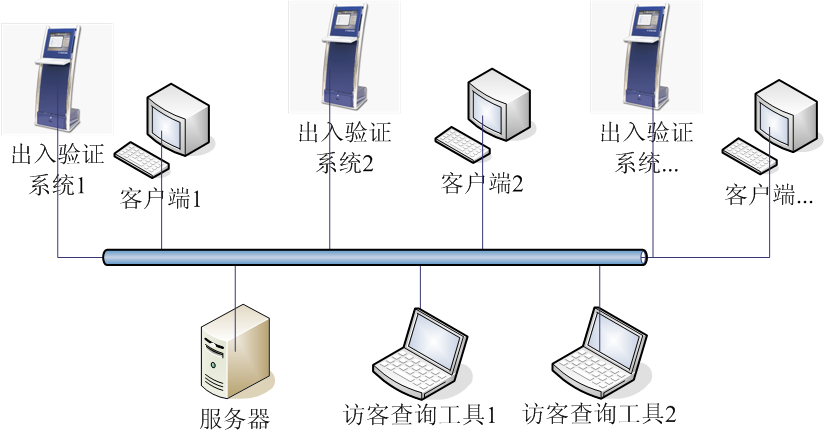 出入验证
系统1
客户端1
出入验证
系统2
客户端2
出入验证
系统...
客户端...
服务器
访客查询工具1
访客查询工具2